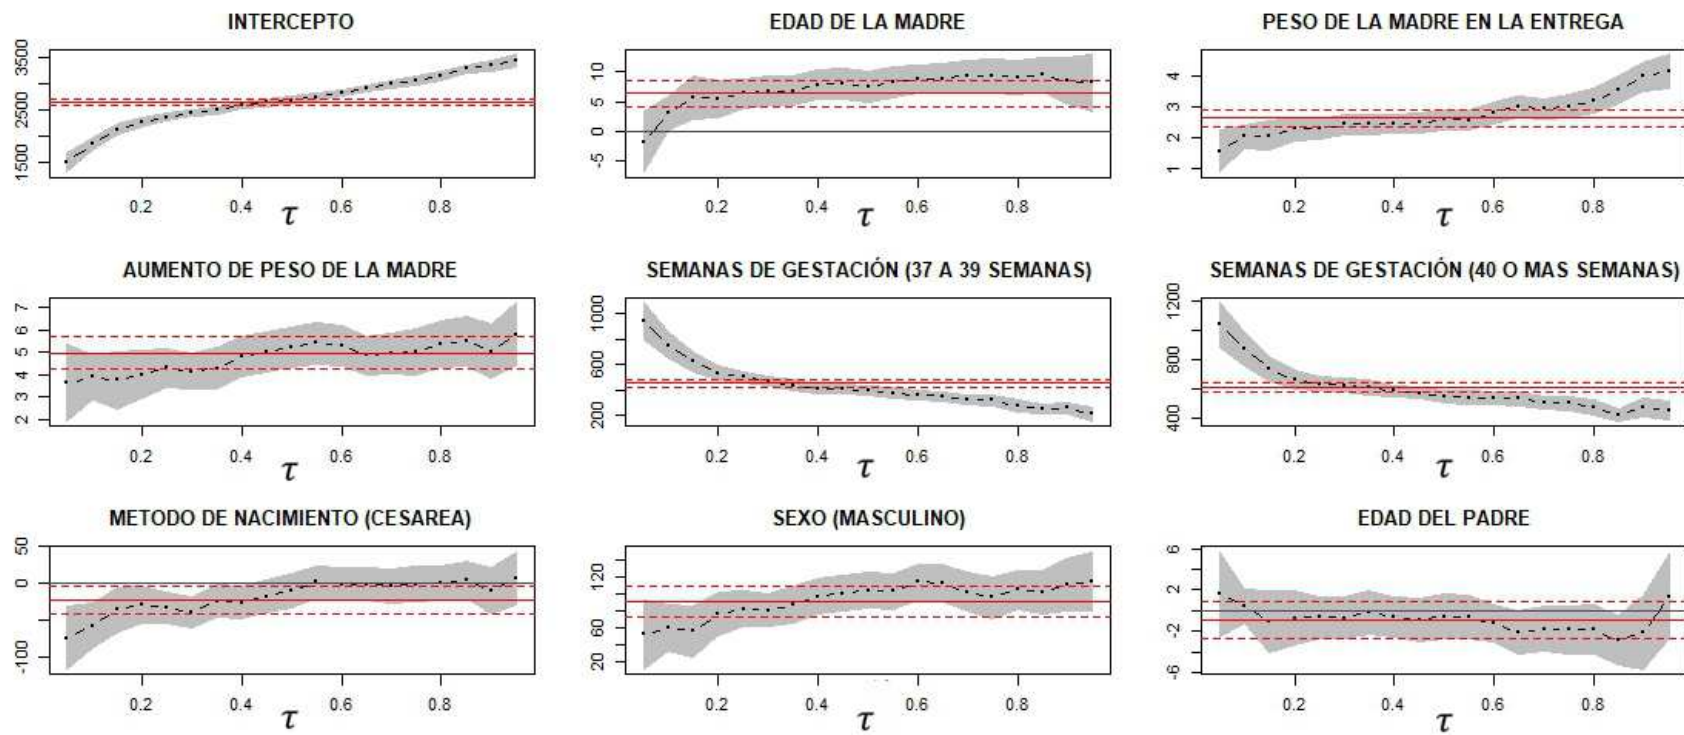 INTERCEPTO
3500
2500
1500
0.2 0.4 0.6 0.8
τ
EDAD DE LA MADRE
10
5
0
-5
0.2 0.4 0.6 0.8
τ
PESO DE LA MADRE EN LA ENTREGA
4
3
2
1
0.2 0.4 0.6 0.8
τ
AUMENTO DE PESO DE LA MADRE
7
6
5
4
3
2
0.2 0.4 0.6 0.8
τ
SEMANAS DE GESTACIÓN (37 A 39 SEMANAS)
1000
600
200
0.2 0.4 0.6 0.8
τ
SEMANAS DE GESTACIÓN (40 O MAS SEMANAS)
1200
800
400
0.2 0.4 0.6 0.8
τ
METODO DE NACIMIENTO (CESAREA)
50
0
-100
0.2 0.4 0.6 0.8
τ
SEXO (MASCULINO)
120
60
20
0.2 0.4 0.6 0.8
τ
EDAD DEL PADRE
6
2
-2
-6
0.2 0.4 0.6 0.8
τ